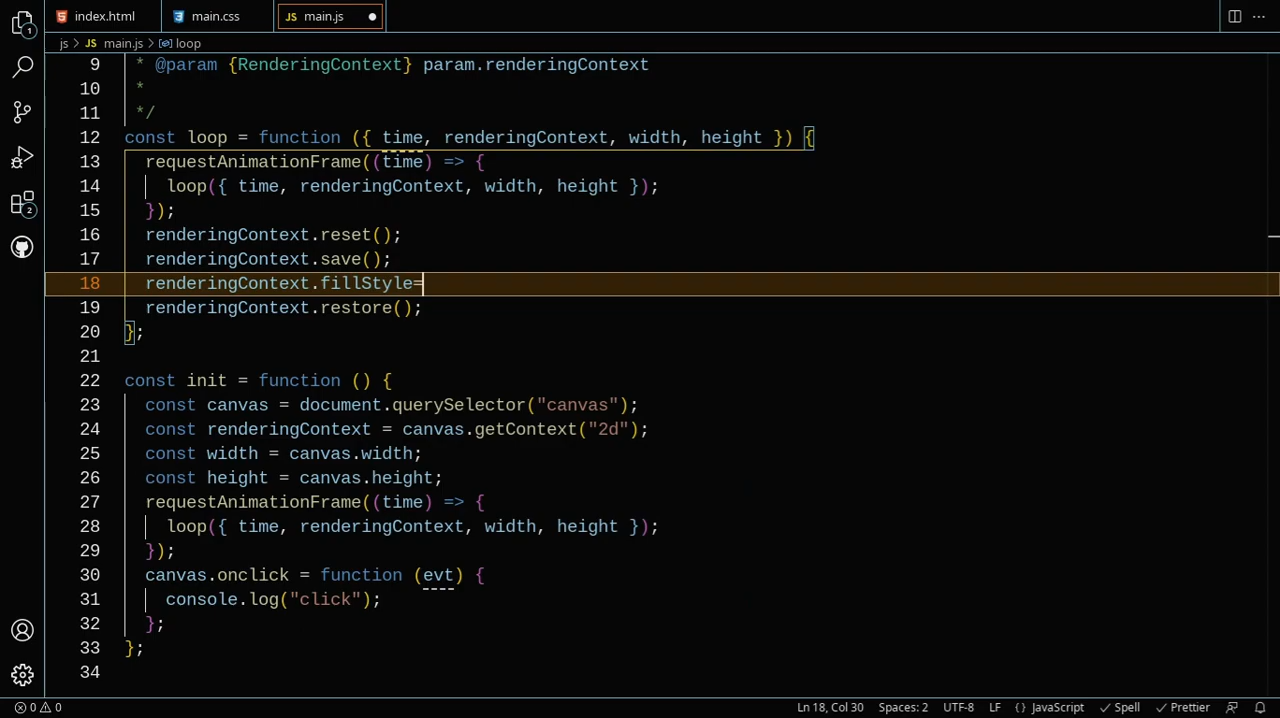 index.html
main.css
JS main.js
js > JS main.js > loop
9 * @param {RenderingContext} param.renderingContext
10 *
11 */
12 const loop = function ({ time, renderingContext, width, height }) {
13 requestAnimationFrame((time) => {
14 loop({ time, renderingContext, width, height });
15 });
16 renderingContext.reset();
17 renderingContext.save();
18 renderingContext.fillStyle=
19 renderingContext.restore();
20 };
21
22 const init = function () {
23 const canvas = document.querySelector("canvas");
24 const renderingContext = canvas.getContext("2d");
25 const width = canvas.width;
26 const height = canvas.height;
27 requestAnimationFrame((time) => {
28 loop({ time, renderingContext, width, height });
29 });
30 canvas.onclick = function (evt) {
31 console.log("click");
32 };
33 };
34
1
2
0 0 Ln 18, Col 30 Spaces: 2 UTF-8 LF {} JavaScript Spell Prettier